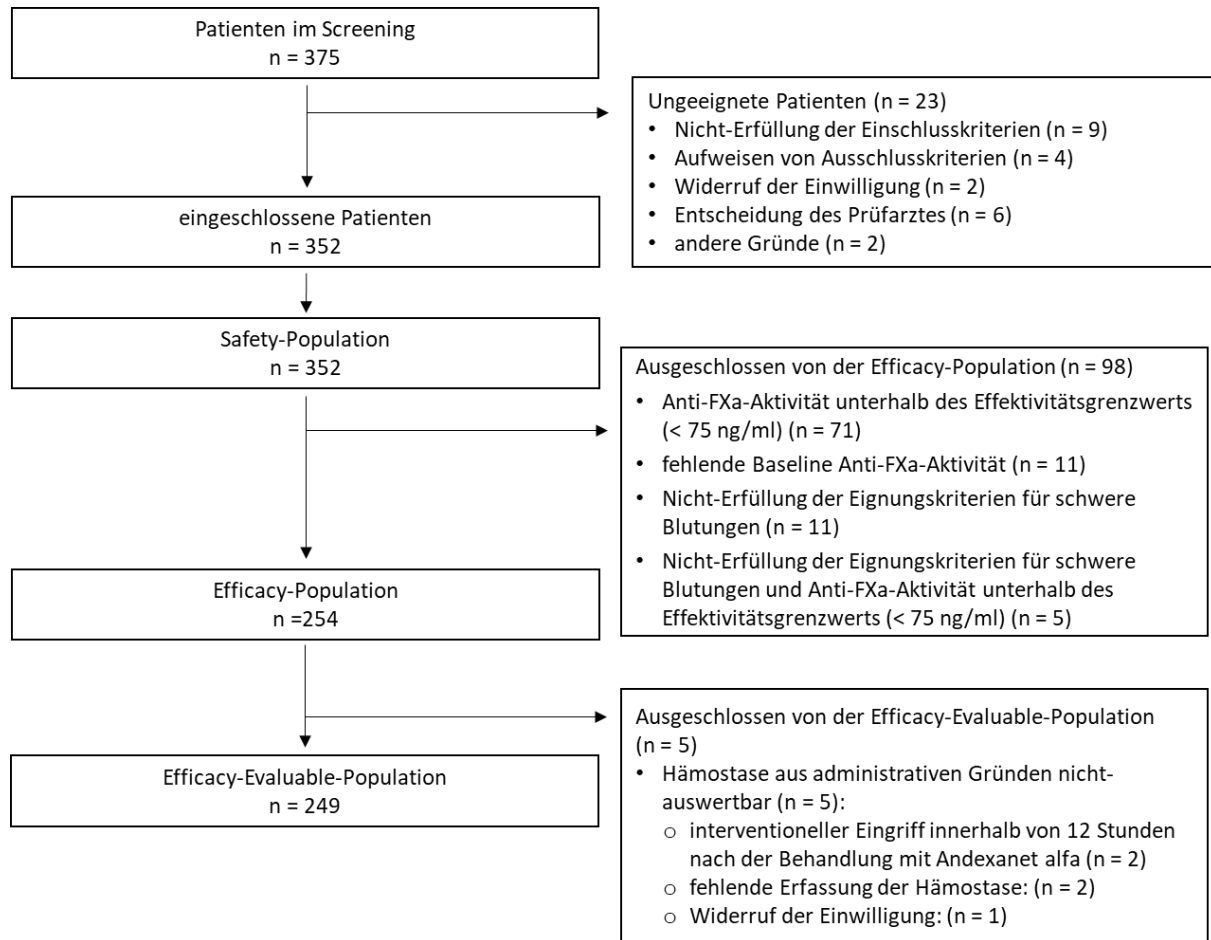 Patienten im Screening
n = 375
Ungeeignete Patienten (n = 23)
• Nicht-Erfüllung der Einschlusskriterien (n = 9)
• Aufweisen von Ausschlusskriterien (n = 4)
• Widerruf der Einwilligung (n = 2)
• Entscheidung des Prüfarztes (n = 6)
• andere Gründe (n = 2)
eingeschlossene Patienten
n = 352
Safety-Population
n = 352
Ausgeschlossen von der Efficacy-Population (n = 98)
• Anti-FXa-Aktivität unterhalb des Effektivitätsgrenzwerts
(< 75 ng/ml) (n = 71)
• fehlende Baseline Anti-FXa-Aktivität (n = 11)
• Nicht-Erfüllung der Eignungskriterien für schwere
Blutungen (n = 11)
• Nicht-Erfüllung der Eignungskriterien für schwere
Blutungen und Anti-FXa-Aktivität unterhalb des
Effektivitätsgrenzwerts (< 75 ng/ml) (n = 5)
Efficacy-Population
n =254
Ausgeschlossen von der Efficacy-Evaluable-Population
(n = 5)
• Hämostase aus administrativen Gründen nicht-
auswertbar (n = 5):
o interventioneller Eingriff innerhalb von 12 Stunden
nach der Behandlung mit Andexanet alfa (n = 2)
o fehlende Erfassung der Hämostase: (n = 2)
o Widerruf der Einwilligung: (n = 1)
Efficacy-Evaluable-Population
n = 249